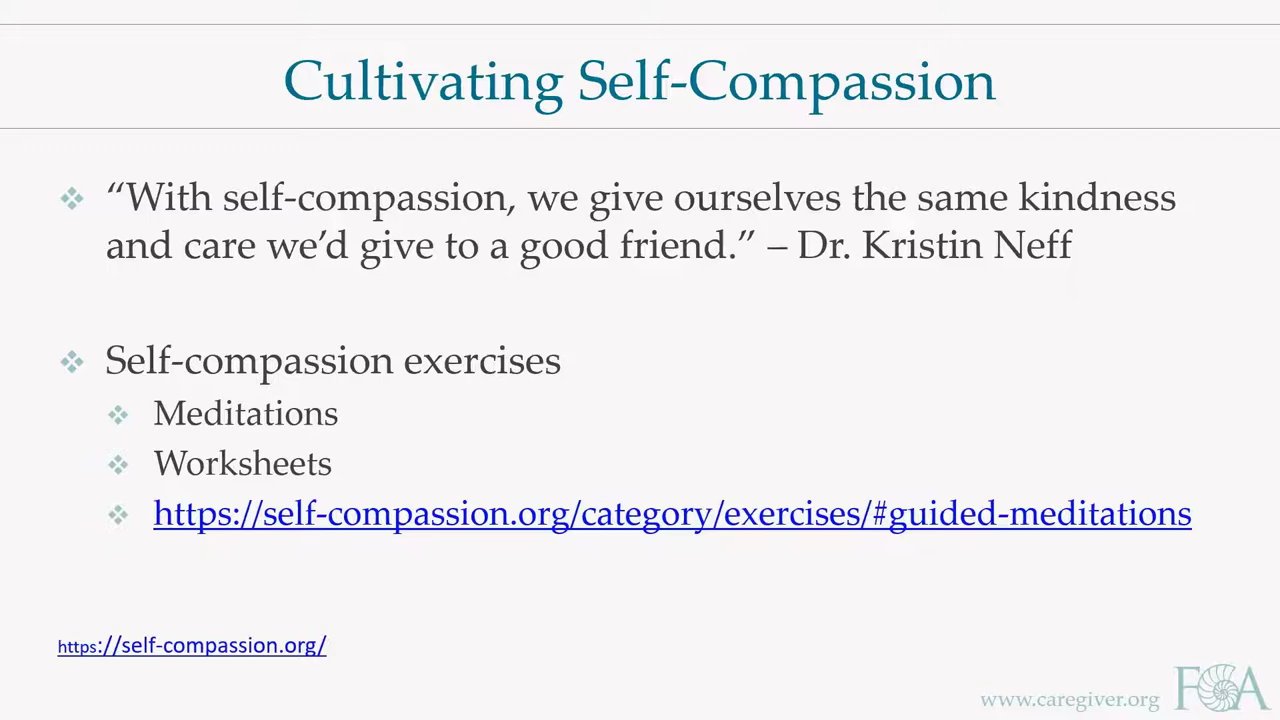 Cultivating Self-Compassion
“With self-compassion, we give ourselves the same kindness
and care we’d give to a good friend.” – Dr. Kristin Neff
Self-compassion exercises
Meditations
Worksheets
https://self-compassion.org/category/exercises/#guided-meditations
https://self-compassion.org/
www.caregiver.org FCA